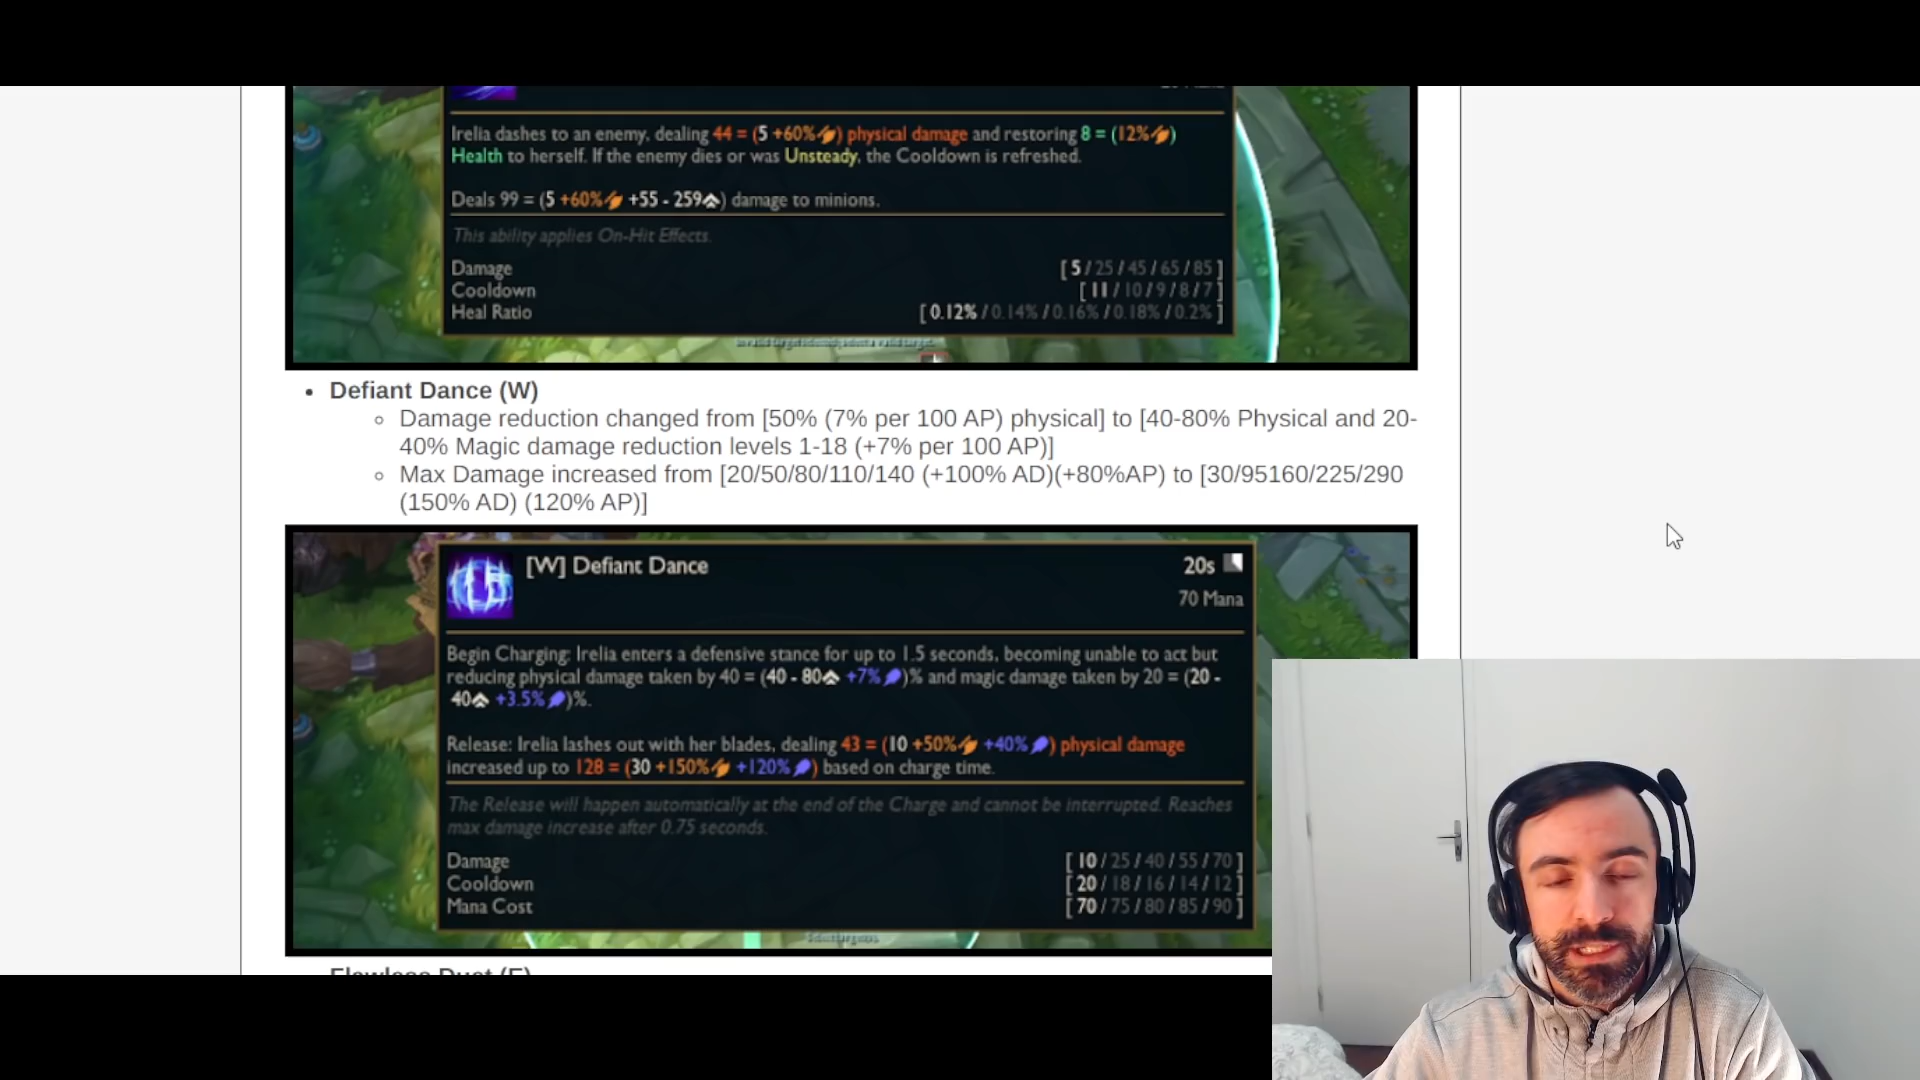 Irelia dashes to an enemy, dealing 44 = (5 +60%) physical damage and restoring 8 = (12%)
Health to herself. If the enemy dies or was Unsteady, the Cooldown is refreshed.
Deals 99 = (5 +60% +55 - 259) damage to minions.
This ability applies On-Hit Effects.
Damage [ 5 / 25 / 45 / 65 / 85 ]
Cooldown [ 11 / 10 / 9 / 8 / 7 ]
Heal Ratio [ 0.12% / 0.14% / 0.16% / 0.18% / 0.2% ]
• Defiant Dance (W)
◦ Damage reduction changed from [50% (7% per 100 AP) physical] to [40-80% Physical and 20-
40% Magic damage reduction levels 1-18 (+7% per 100 AP)]
◦ Max Damage increased from [20/50/80/110/140 (+100% AD)(+80%AP) to [30/95160/225/290
(150% AD) (120% AP)]
[W] Defiant Dance 20s
70 Mana
Begin Charging: Irelia enters a defensive stance for up to 1.5 seconds, becoming unable to act but
reducing physical damage taken by 40 = (40 - 80 +7%)% and magic damage taken by 20 = (20 -
40 +3.5%)%.
Release: Irelia lashes out with her blades, dealing 43 = (10 +50% +40%) physical damage
increased up to 128 = (30 +150% +120%) based on charge time.
The Release will happen automatically at the end of the Charge and cannot be interrupted. Reaches
max damage increase after 0.75 seconds.
Damage [ 10 / 25 / 40 / 55 / 70 ]
Cooldown [ 20 / 18 / 16 / 14 / 12 ]
Mana Cost [ 70 / 75 / 80 / 85 / 90 ]